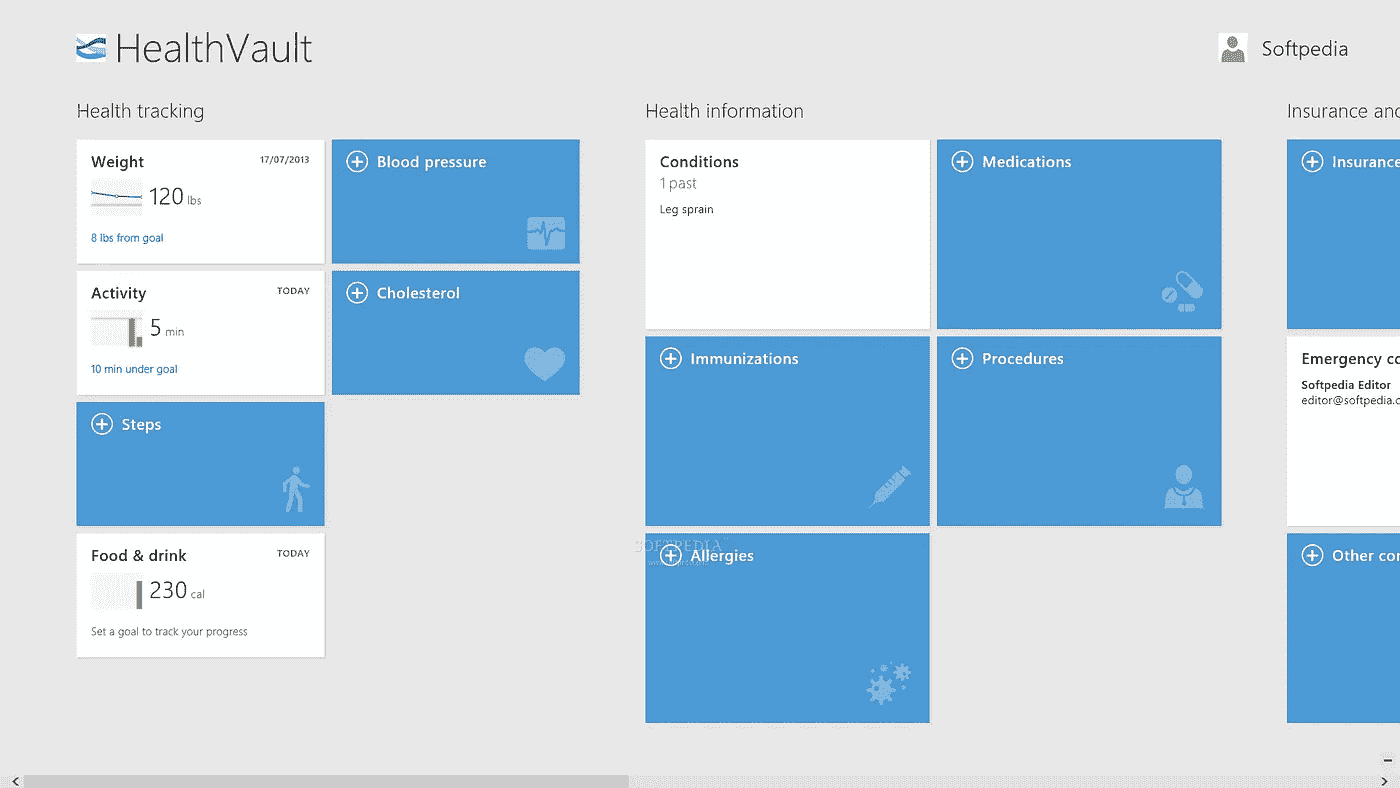 HealthVault
Softpedia
Health tracking
Weight
17/07/2013
120 lbs
8 lbs from goal
Blood pressure
Activity
TODAY
5 min
10 min under goal
Cholesterol
Steps
Food & drink
TODAY
230 cal
Set a goal to track your progress
Health information
Conditions
1 past
Leg sprain
Medications
Immunizations
Procedures
SOFTPEDIA
Allergies
Insurance and
Insurance
Emergency co
Softpedia Editor
editor@softpedia.c
Other con